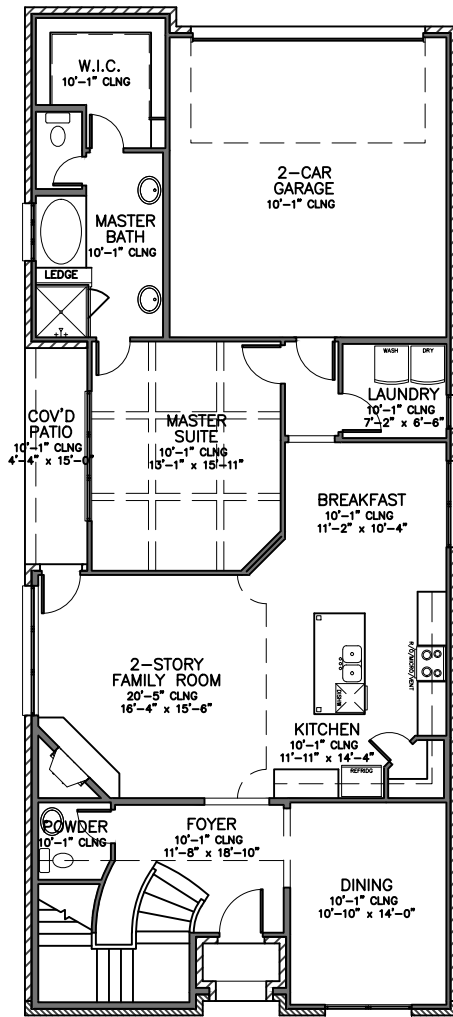 W.I.C.
10'-1" CLNG
2-CAR
GARAGE
10'-1" CLNG
MASTER
BATH
10'-1" CLNG
LEDGE
WASH
DRY
LAUNDRY
10'-1" CLNG
7'-2" x 6'-6"
COV'D
PATIO
10'-1" CLNG
4'-4" x 15'-0"
MASTER
SUITE
10'-1" CLNG
13'-1" x 15'-11"
BREAKFAST
10'-1" CLNG
11'-2" x 10'-4"
2-STORY
FAMILY ROOM
20'-5" CLNG
16'-4" x 15'-6"
R/O/MICRO/VENT
DISHW
KITCHEN
10'-1" CLNG
11'-11" x 14'-4"
REFRIDG
POWDER
10'-1" CLNG
FOYER
10'-1" CLNG
11'-8" x 18'-10"
DINING
10'-1" CLNG
10'-10" x 14'-0"